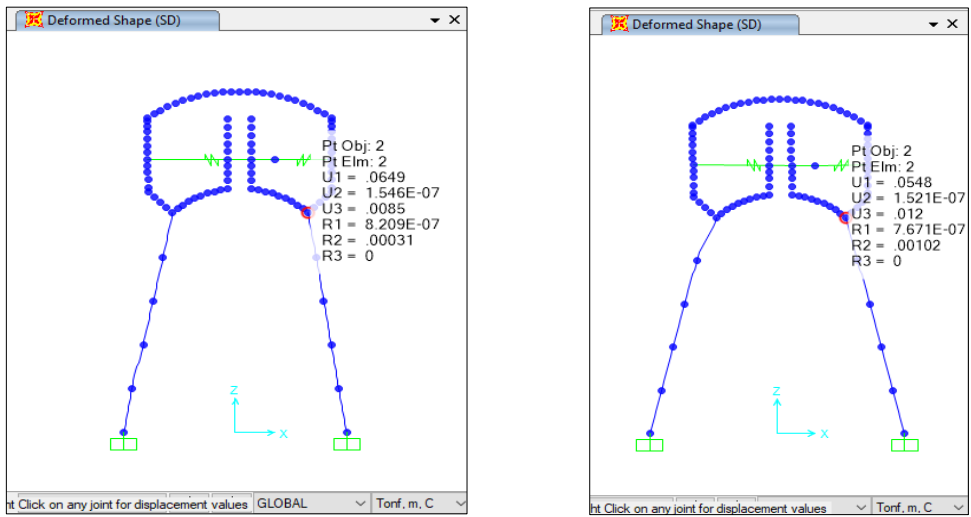 Deformed Shape (SD)
Pt Obj: 2
Pt Elm: 2
U1 = .0649
U2 = 1.546E-07
U3 = .0085
R1 = 8.209E-07
R2 = .00031
R3 = 0
Z
X
ht Click on any joint for displacement values GLOBAL Tonf, m, C
Deformed Shape (SD)
Pt Obj: 2
Pt Elm: 2
U1 = .0548
U2 = 1.521E-07
U3 = .012
R1 = 7.671E-07
R2 = .00102
R3 = 0
Z
X
ht Click on any joint for displacement values Tonf, m, C